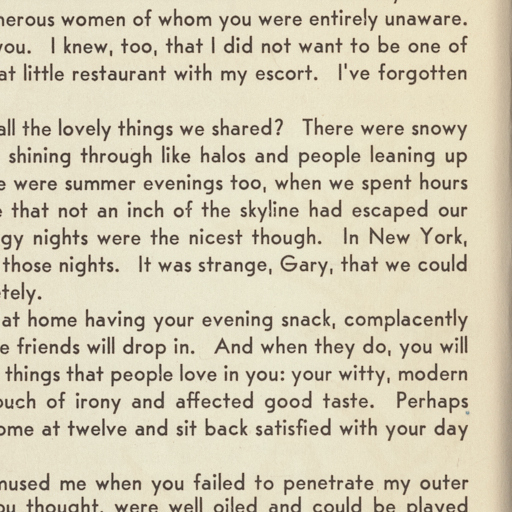 nerous women of whom you were entirely unaware.
you. I knew, too, that I did not want to be one of
at little restaurant with my escort. I've forgotten
all the lovely things we shared? There were snowy
shining through like halos and people leaning up
e were summer evenings too, when we spent hours
that not an inch of the skyline had escaped our
gy nights were the nicest though. In New York,
those nights. It was strange, Gary, that we could
tely.
at home having your evening snack, complacently
e friends will drop in. And when they do, you will
things that people love in you: your witty, modern
ouch of irony and affected good taste. Perhaps
ome at twelve and sit back satisfied with your day
mused me when you failed to penetrate my outer
ou thought, were well oiled and could be played